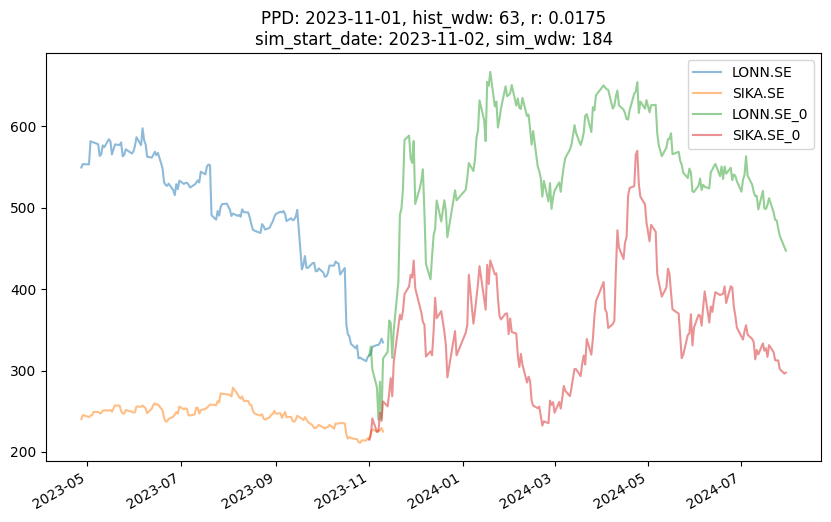 PPD: 2023-11-01, hist_wdw: 63, r: 0.0175
sim_start_date: 2023-11-02, sim_wdw: 184
LONN.SE
SIKA.SE
LONN.SE_0
SIKA.SE_0
600
500
400
300
200
2023-05
2023-07
2023-09
2023-11
2024-01
2024-03
2024-05
2024-07